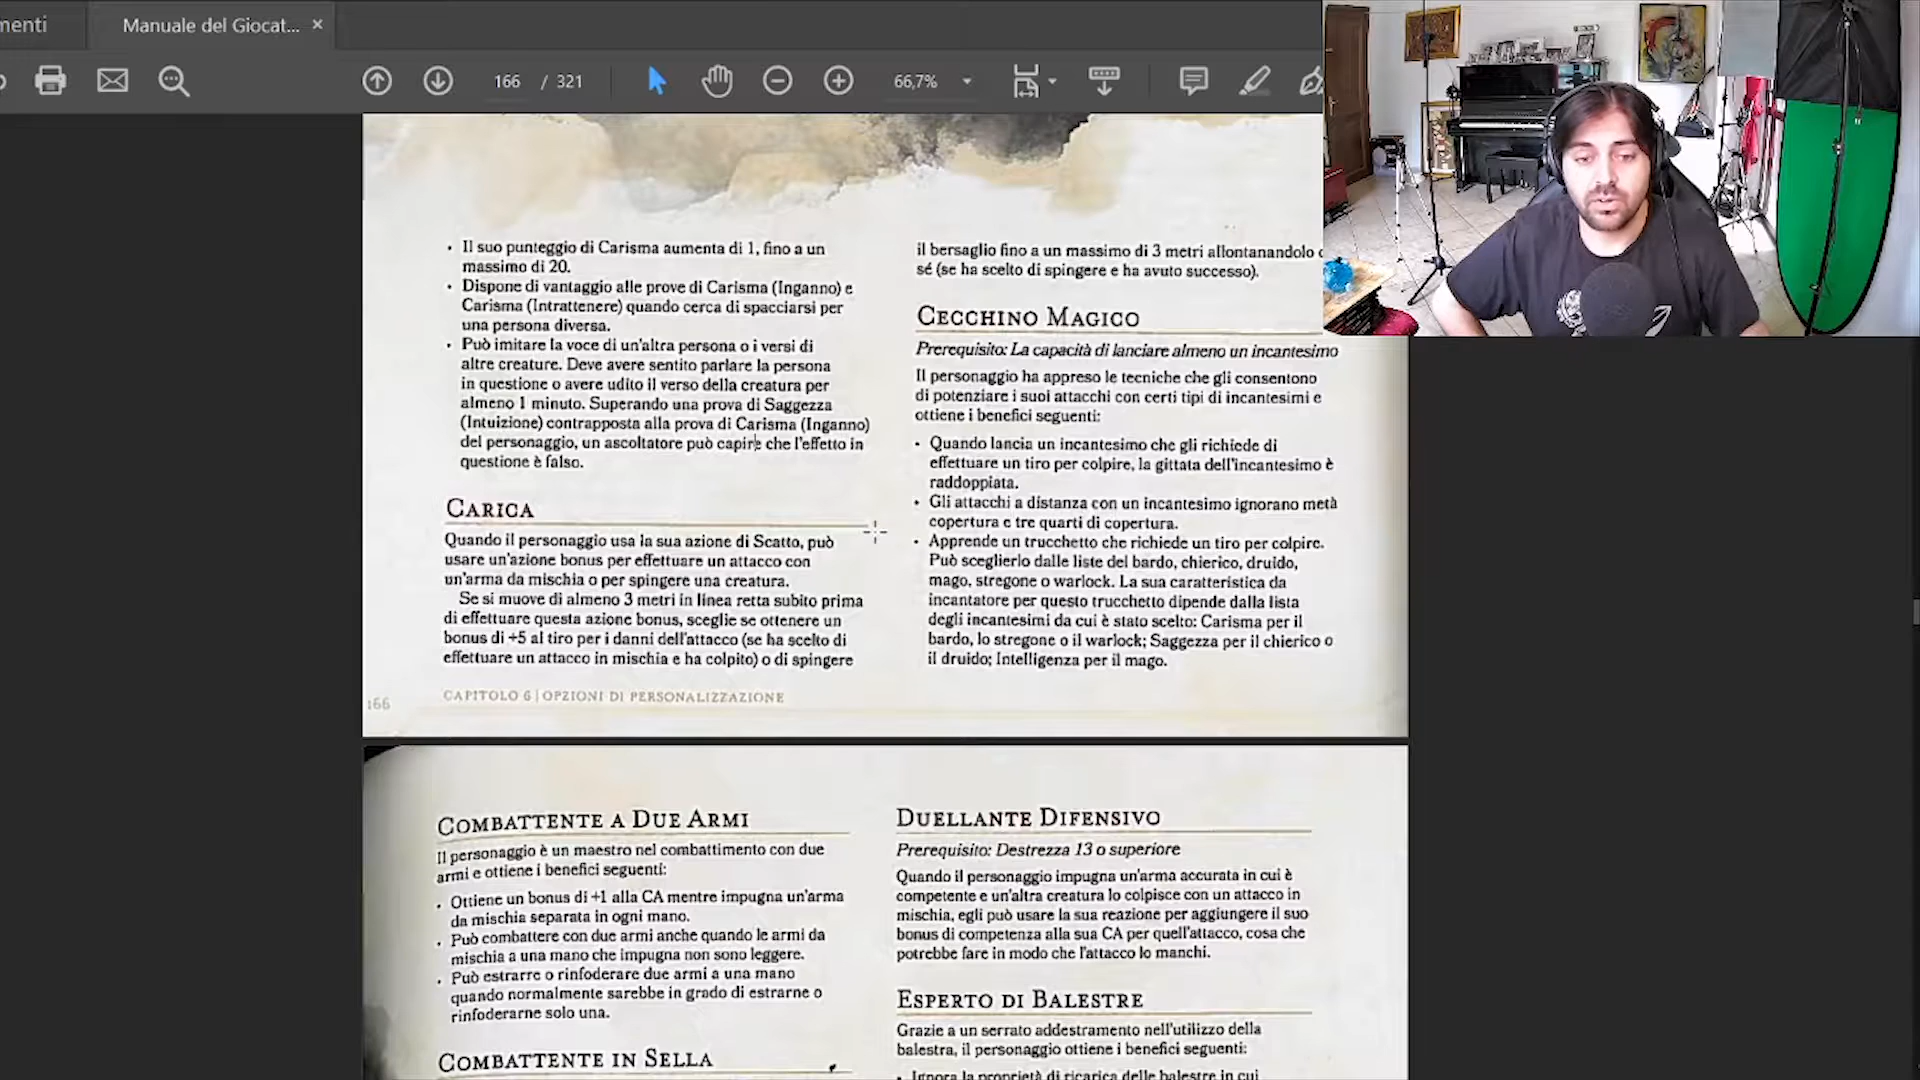 menti
Manuale del Giocat... ×
166 / 321
66,7%
• Il suo punteggio di Carisma aumenta di 1, fino a un
massimo di 20.
• Dispone di vantaggio alle prove di Carisma (Inganno) e
Carisma (Intrattenere) quando cerca di spacciarsi per
una persona diversa.
• Può imitare la voce di un'altra persona o i versi di
altre creature. Deve avere sentito parlare la persona
in questione o avere udito il verso della creatura per
almeno 1 minuto. Superando una prova di Saggezza
(Intuizione) contrapposta alla prova di Carisma (Inganno)
del personaggio, un ascoltatore può capire che l'effetto in
questione è falso.
CARICA
Quando il personaggio usa la sua azione di Scatto, può
usare un'azione bonus per effettuare un attacco con
un'arma da mischia o per spingere una creatura.
Se si muove di almeno 3 metri in linea retta subito prima
di effettuare questa azione bonus, sceglie se ottenere un
bonus di +5 al tiro per i danni dell'attacco (se ha scelto di
effettuare un attacco in mischia e ha colpito) o di spingere
il bersaglio fino a un massimo di 3 metri allontanandolo
sé (se ha scelto di spingere e ha avuto successo).
CECCHINO MAGICO
Prerequisito: La capacità di lanciare almeno un incantesimo
Il personaggio ha appreso le tecniche che gli consentono
di potenziare i suoi attacchi con certi tipi di incantesimi e
ottiene i benefici seguenti:
• Quando lancia un incantesimo che gli richiede di
effettuare un tiro per colpire, la gittata dell'incantesimo è
raddoppiata.
• Gli attacchi a distanza con un incantesimo ignorano metà
copertura e tre quarti di copertura.
• Apprende un trucchetto che richiede un tiro per colpire.
Può sceglierlo dalle liste del bardo, chierico, druido,
mago, stregone o warlock. La sua caratteristica da
incantatore per questo trucchetto dipende dalla lista
degli incantesimi da cui è stato scelto: Carisma per il
bardo, lo stregone o il warlock; Saggezza per il chierico o
il druido; Intelligenza per il mago.
166
CAPITOLO 6 | OPZIONI DI PERSONALIZZAZIONE
COMBATTENTE A DUE ARMI
Il personaggio è un maestro nel combattimento con due
armi e ottiene i benefici seguenti:
• Ottiene un bonus di +1 alla CA mentre impugna un'arma
da mischia separata in ogni mano.
• Può combattere con due armi anche quando le armi da
mischia a una mano che impugna non sono leggere.
• Può estrarre o rinfoderare due armi a una mano
quando normalmente sarebbe in grado di estrarne o
rinfoderarne solo una.
COMBATTENTE IN SELLA
DUELLANTE DIFENSIVO
Prerequisito: Destrezza 13 o superiore
Quando il personaggio impugna un'arma accurata in cui è
competente e un'altra creatura lo colpisce con un attacco in
mischia, egli può usare la sua reazione per aggiungere il suo
bonus di competenza alla sua CA per quell'attacco, cosa che
potrebbe fare in modo che l'attacco lo manchi.
ESPERTO DI BALESTRE
Grazie a un serrato addestramento nell'utilizzo della
balestra, il personaggio ottiene i benefici seguenti:
• Ignora la proprietà di ricarica delle balestre in cui